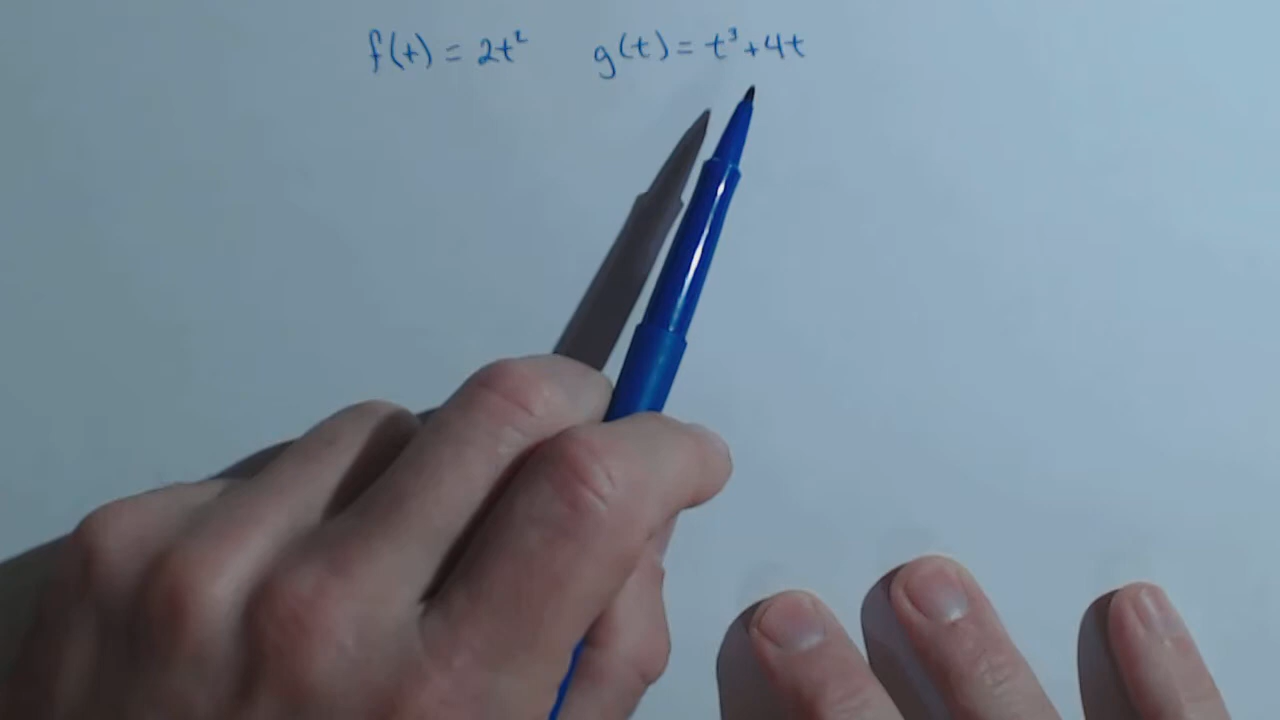 f(t) = 2t² g(t) = t³+4t